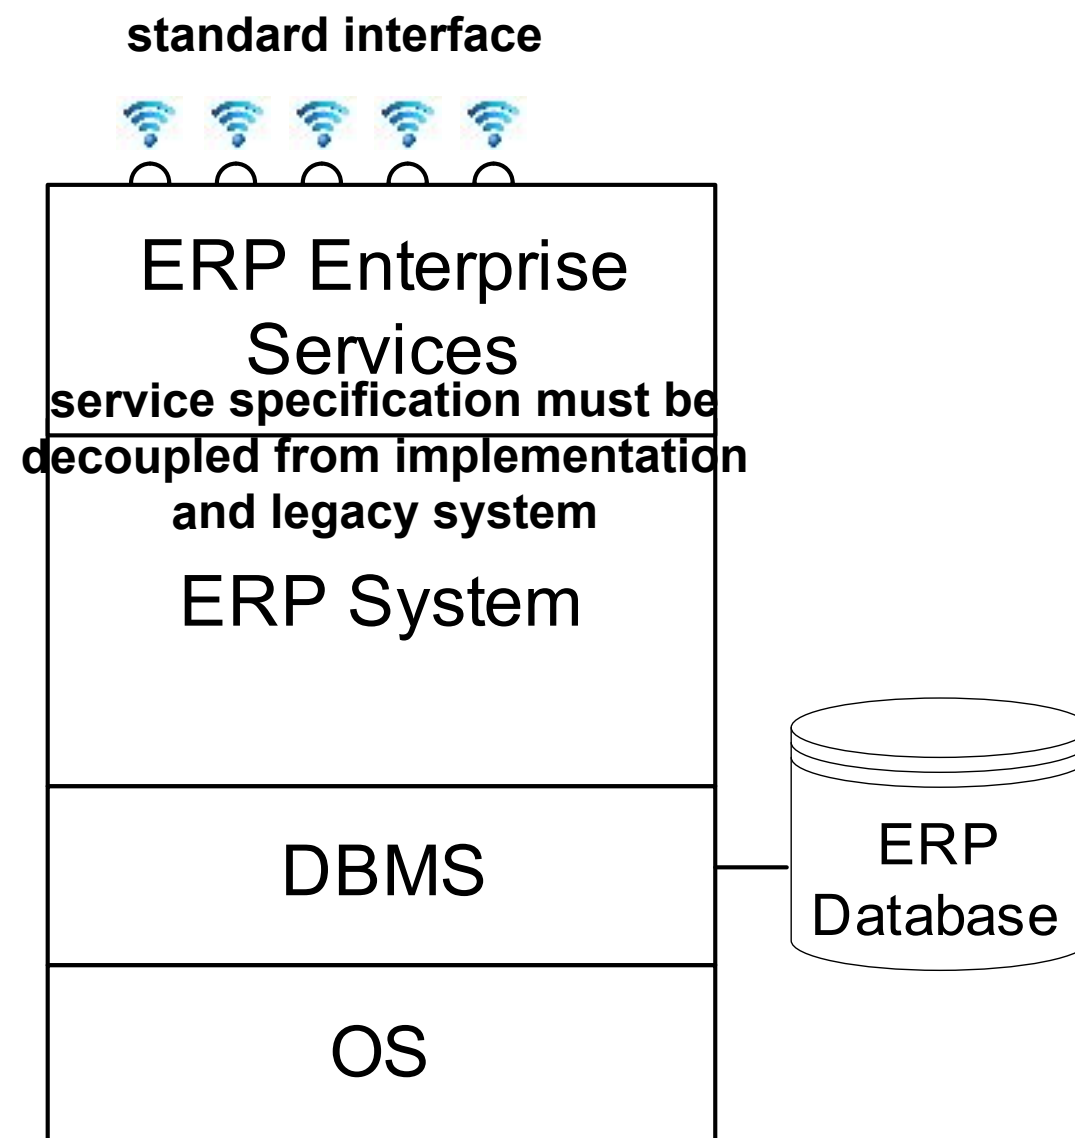 standard interface
ERP Enterprise
Services
service specification must be
decoupled from implementation
and legacy system
ERP System
DBMS
ERP
Database
OS